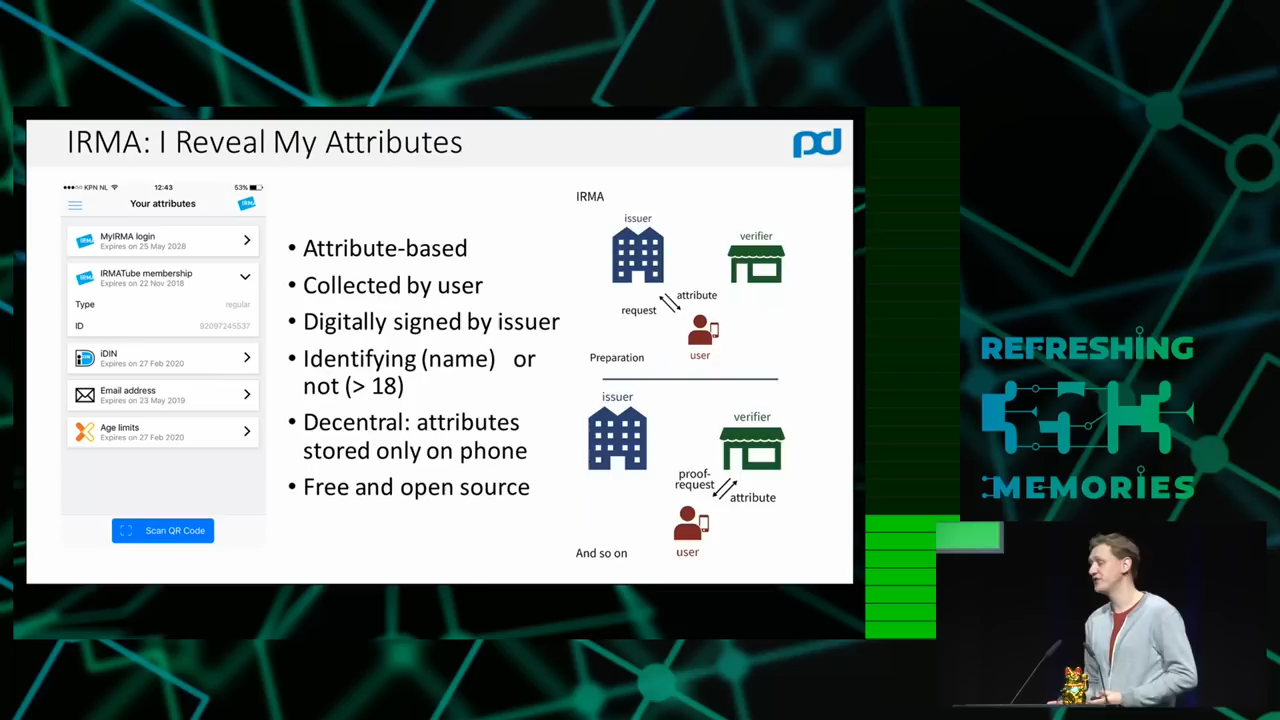 IRMA: I Reveal My Attributes
pd
KPN NL 12:43 53%
Your attributes
IRMA
MyIRMA login
Expires on 25 May 2028
IRMATube membership
Expires on 22 Nov 2018
Type regular
ID 92097245537
iDIN
Expires on 27 Feb 2020
Email address
Expires on 23 May 2019
Age limits
Expires on 27 Feb 2020
Scan QR Code
• Attribute-based
• Collected by user
• Digitally signed by issuer
• Identifying (name) or
not (> 18)
• Decentral: attributes
stored only on phone
• Free and open source
IRMA
issuer
verifier
attribute
request
user
Preparation
issuer
verifier
proof-
request
attribute
user
And so on
REFRESHING
MEMORIES